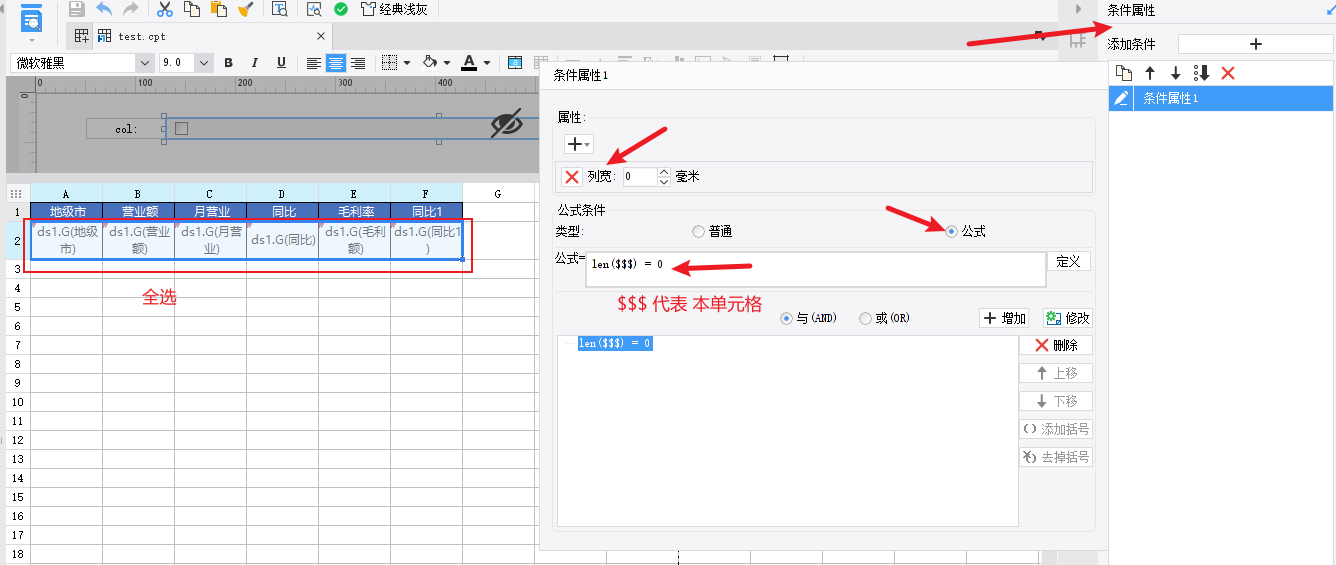 经典浅灰
条件属性
test.cpt
添加条件
微软雅黑
9.0
B I U
A
条件属性1
0 100 200 300 400
0
col:
属性:
列宽: 0 毫米
条件属性1
A B C D E F G
1 地级市 营业额 月营业 同比 毛利率 同比1
2 ds1.G(地级市) ds1.G(营业额) ds1.G(月营业) ds1.G(同比) ds1.G(毛利额) ds1.G(同比1)
3
4
5
6
7
8
9
10
11
12
13
14
15
16
17
18
全选
公式条件
类型: 普通 公式
公式= len($$$) = 0 定义
$$$ 代表 本单元格
与(AND) 或(OR) 增加 修改
len($$$) = 0
删除
上移
下移
添加括号
去掉括号